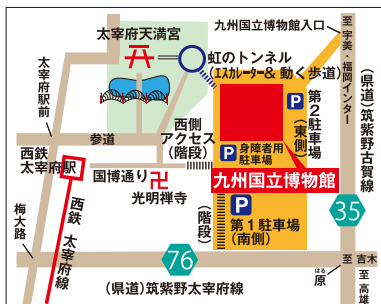 太宰府天満宮
九州国立博物館入口
至
宇美・福岡インター
虹のトンネル
(エスカレーター& 動く歩道)
太宰府駅前
西側
アクセス
(階段)
P
第2駐車場
(東側)
(県道)筑紫野古賀線
参道
P 身障者用
駐車場
西鉄
太宰府駅
国博通り
光明禅寺
九州国立博物館
梅大路
西鉄 太宰府線
(階段)
P
第1駐車場
(南側)
35
76
(県道)筑紫野太宰府線
至
はる
原
至 吉木
至 高雄